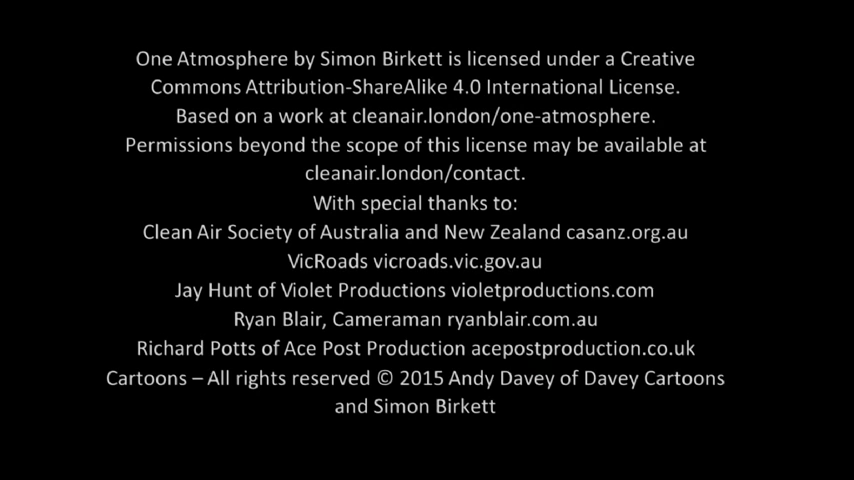 One Atmosphere by Simon Birkett is licensed under a Creative
Commons Attribution-ShareAlike 4.0 International License.
Based on a work at cleanair.london/one-atmosphere.
Permissions beyond the scope of this license may be available at
cleanair.london/contact.
With special thanks to:
Clean Air Society of Australia and New Zealand casanz.org.au
VicRoads vicroads.vic.gov.au
Jay Hunt of Violet Productions violetproductions.com
Ryan Blair, Cameraman ryanblair.com.au
Richard Potts of Ace Post Production acepostproduction.co.uk
Cartoons – All rights reserved © 2015 Andy Davey of Davey Cartoons
and Simon Birkett